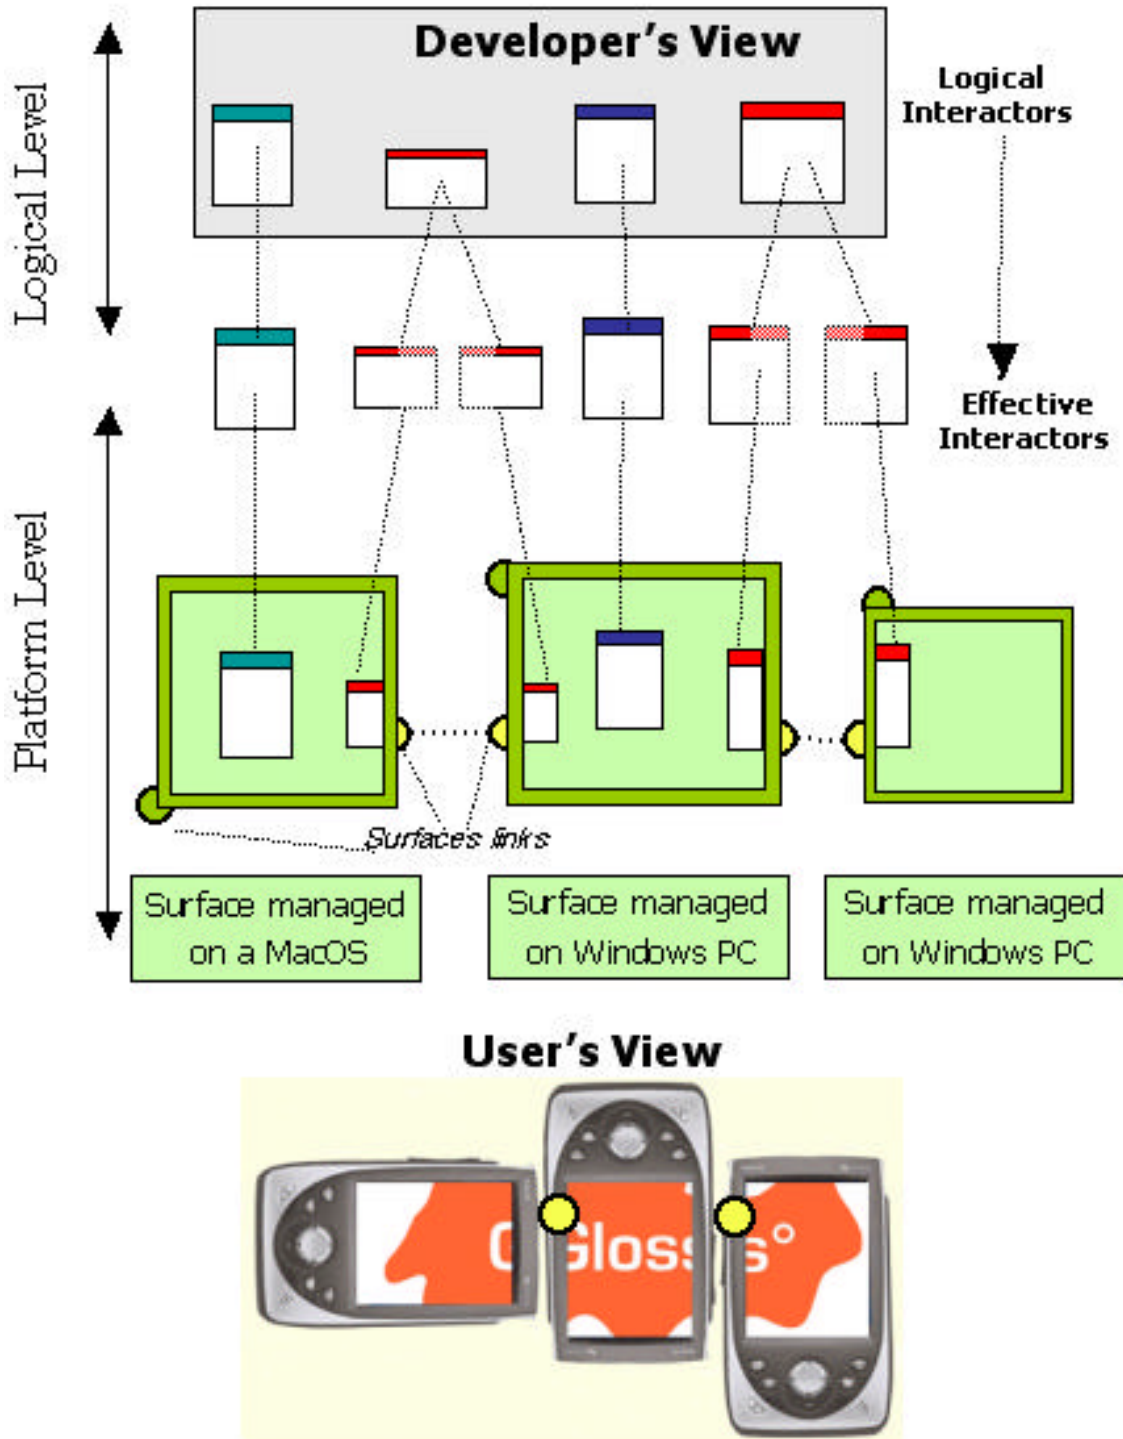 Developer's View
Logical
Interactors
Logical Level
Effective
Interactors
Platform Level
Surfaces links
Surface managed
on a MacOS
Surface managed
on Windows PC
Surface managed
on Windows PC
User's View
G Gloss s°